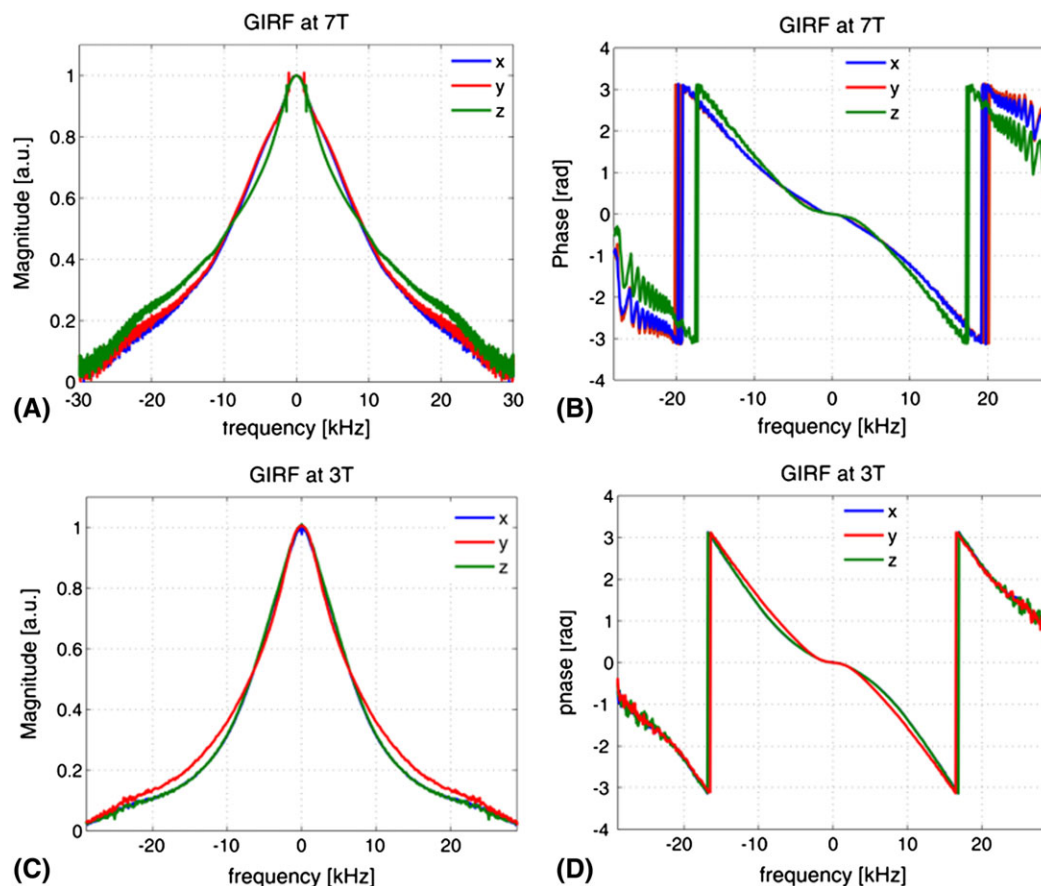 GIRF at 7T
Magnitude [a.u.]
1
0.8
0.6
0.4
0.2
0
x
y
z
-30 -20 -10 0 10 20 30
trequency [kHz]
(A)
GIRF at 7T
Phase [rad]
4
3
2
1
0
-1
-2
-3
-4
x
y
z
-20 -10 0 10 20
frequency [kHz]
(B)
GIRF at 3T
Magnitude [a.u.]
1
0.8
0.6
0.4
0.2
0
x
y
z
-20 -10 0 10 20
frequency [kHz]
(C)
GIRF at 3T
pnase [rad]
4
3
2
1
0
-1
-2
-3
-4
x
y
z
-20 -10 0 10 20
frequency [kHz]
(D)